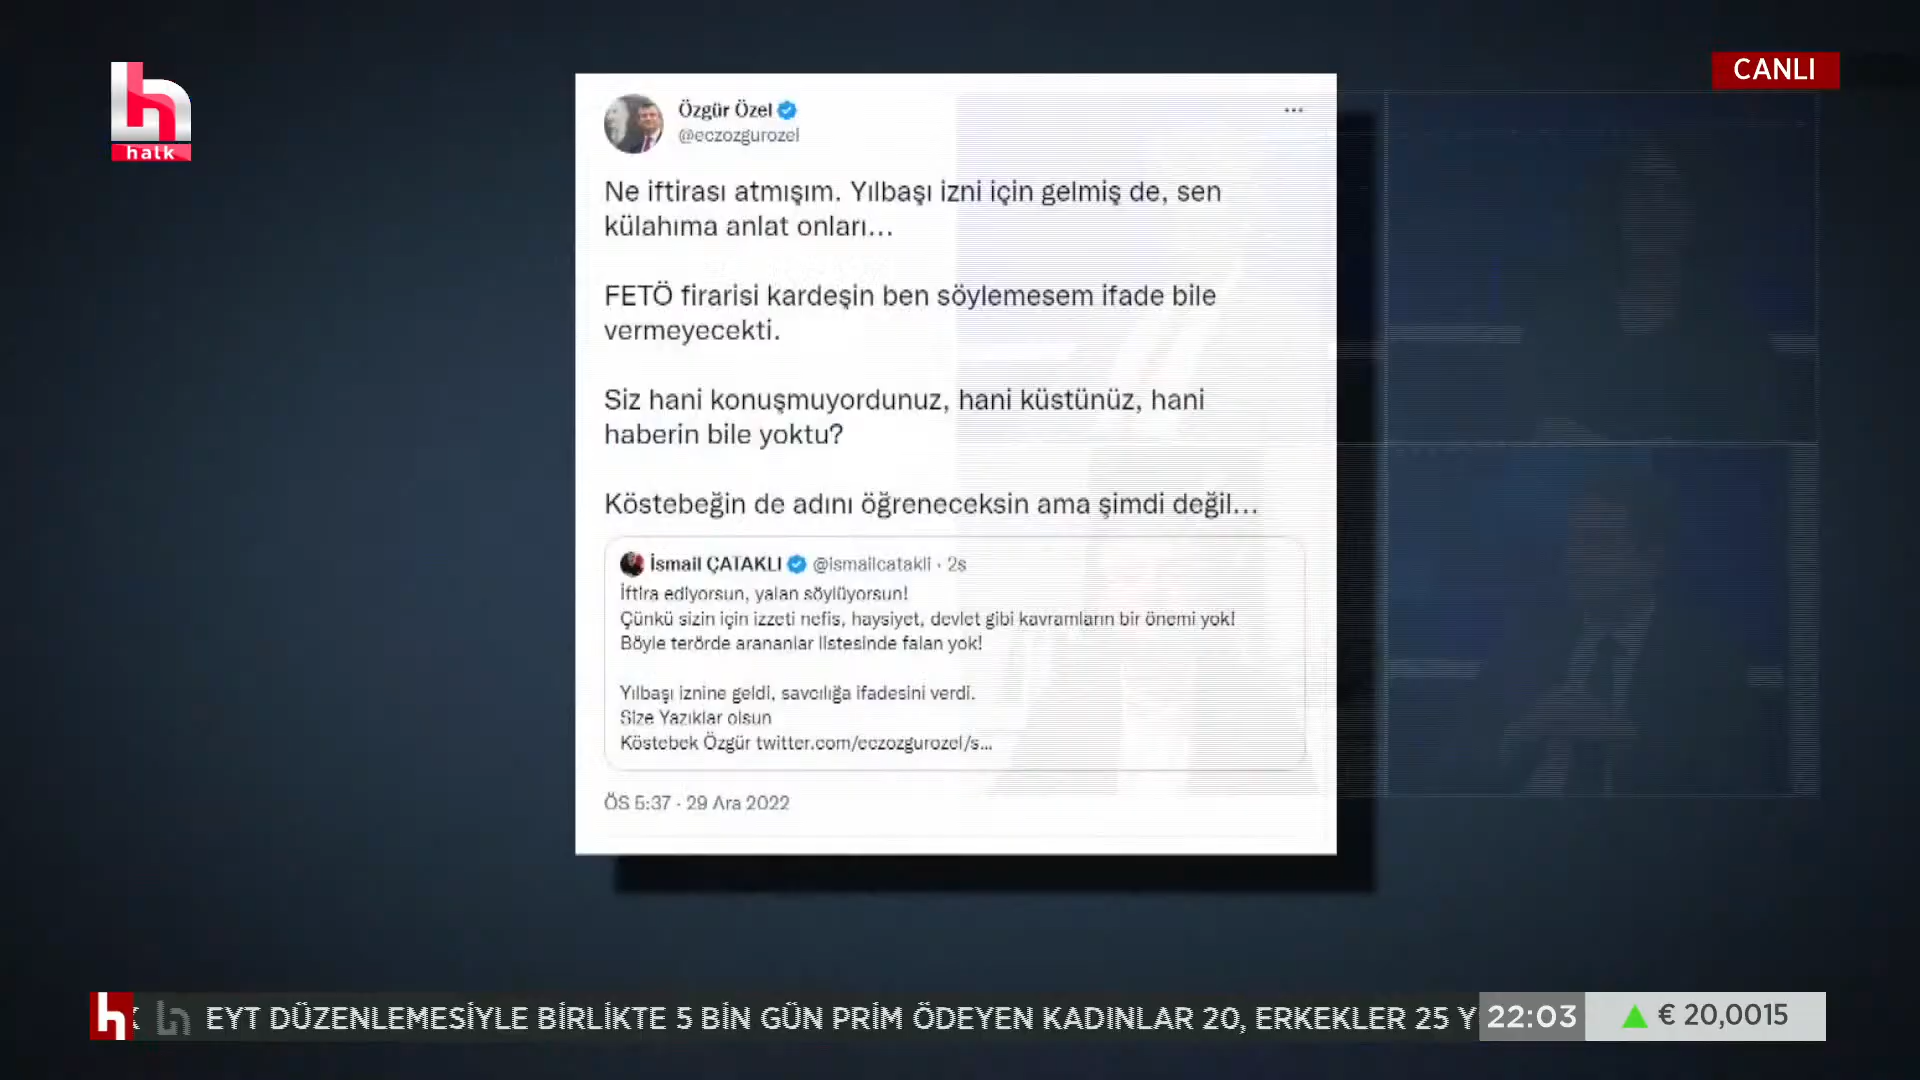 h
halk
CANLI
Özgür Özel
@eczozgurozel
Ne iftirası atmışım. Yılbaşı izni için gelmiş de, sen
külahıma anlat onları...
FETÖ firarisi kardeşin ben söylemesem ifade bile
vermeyecekti.
Siz hani konuşmuyordunuz, hani küstünüz, hani
haberin bile yoktu?
Köstebeğin de adını öğreneceksin ama şimdi değil...
İsmail ÇATAKLI @ismailcatakli · 2s
İftira ediyorsun, yalan söylüyorsun!
Çünkü sizin için izzeti nefis, haysiyet, devlet gibi kavramların bir önemi yok!
Böyle terörde arananlar listesinde falan yok!
Yılbaşı iznine geldi, savcılığa ifadesini verdi.
Size Yazıklar olsun
Köstebek Özgür twitter.com/eczozgurozel/s...
ÖS 5:37 · 29 Ara 2022
h h EYT DÜZENLEMESİYLE BİRLİKTE 5 BİN GÜN PRİM ÖDEYEN KADINLAR 20, ERKEKLER 25 Y 22:03 € 20,0015